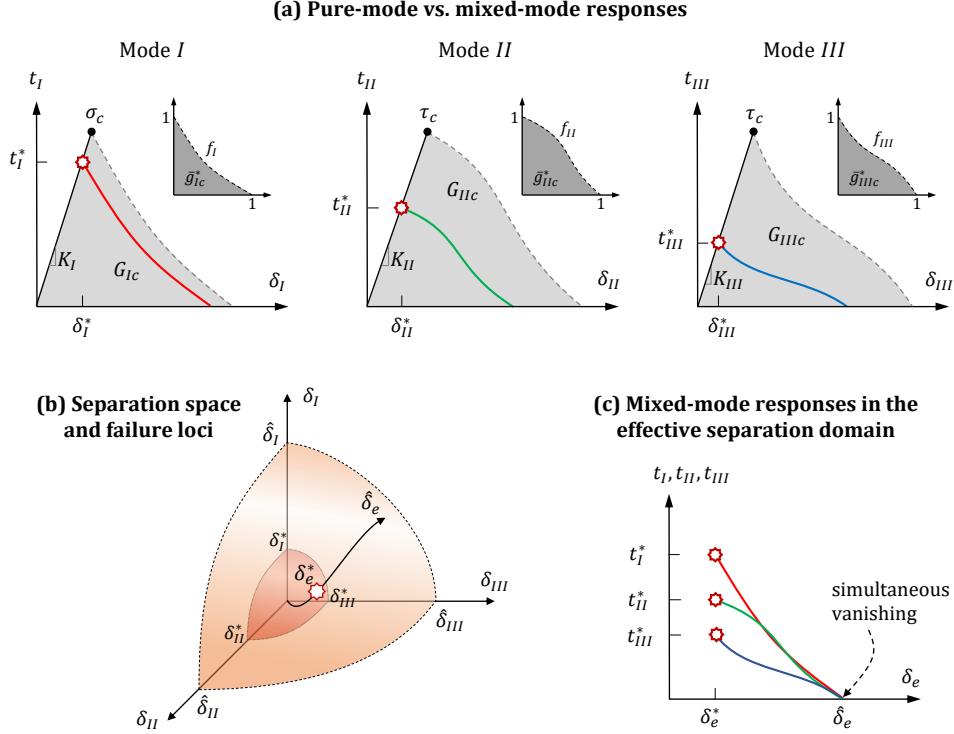 (a) Pure-mode vs. mixed-mode responses
Mode I
t_I
σ_c
t_I^*
K_I
G_{Ic}
δ_I
δ_I^*
1
f_I
ḡ_{Ic}^*
1
Mode II
t_{II}
τ_c
t_{II}^*
K_{II}
G_{IIc}
δ_{II}
δ_{II}^*
1
f_{II}
ḡ_{IIc}^*
1
Mode III
t_{III}
τ_c
t_{III}^*
K_{III}
G_{IIIc}
δ_{III}
δ_{III}^*
1
f_{III}
ḡ_{IIIc}^*
1
(b) Separation space
and failure loci
δ_I
δ̂_I
δ̂_e
δ_I^*
δ_e^*
δ_{III}^*
δ_{III}
δ̂_{III}
δ_{II}^*
δ̂_{II}
δ_{II}
(c) Mixed-mode responses in the
effective separation domain
t_I, t_{II}, t_{III}
t_I^*
t_{II}^*
t_{III}^*
simultaneous
vanishing
δ_e
δ_e^*
δ̂_e